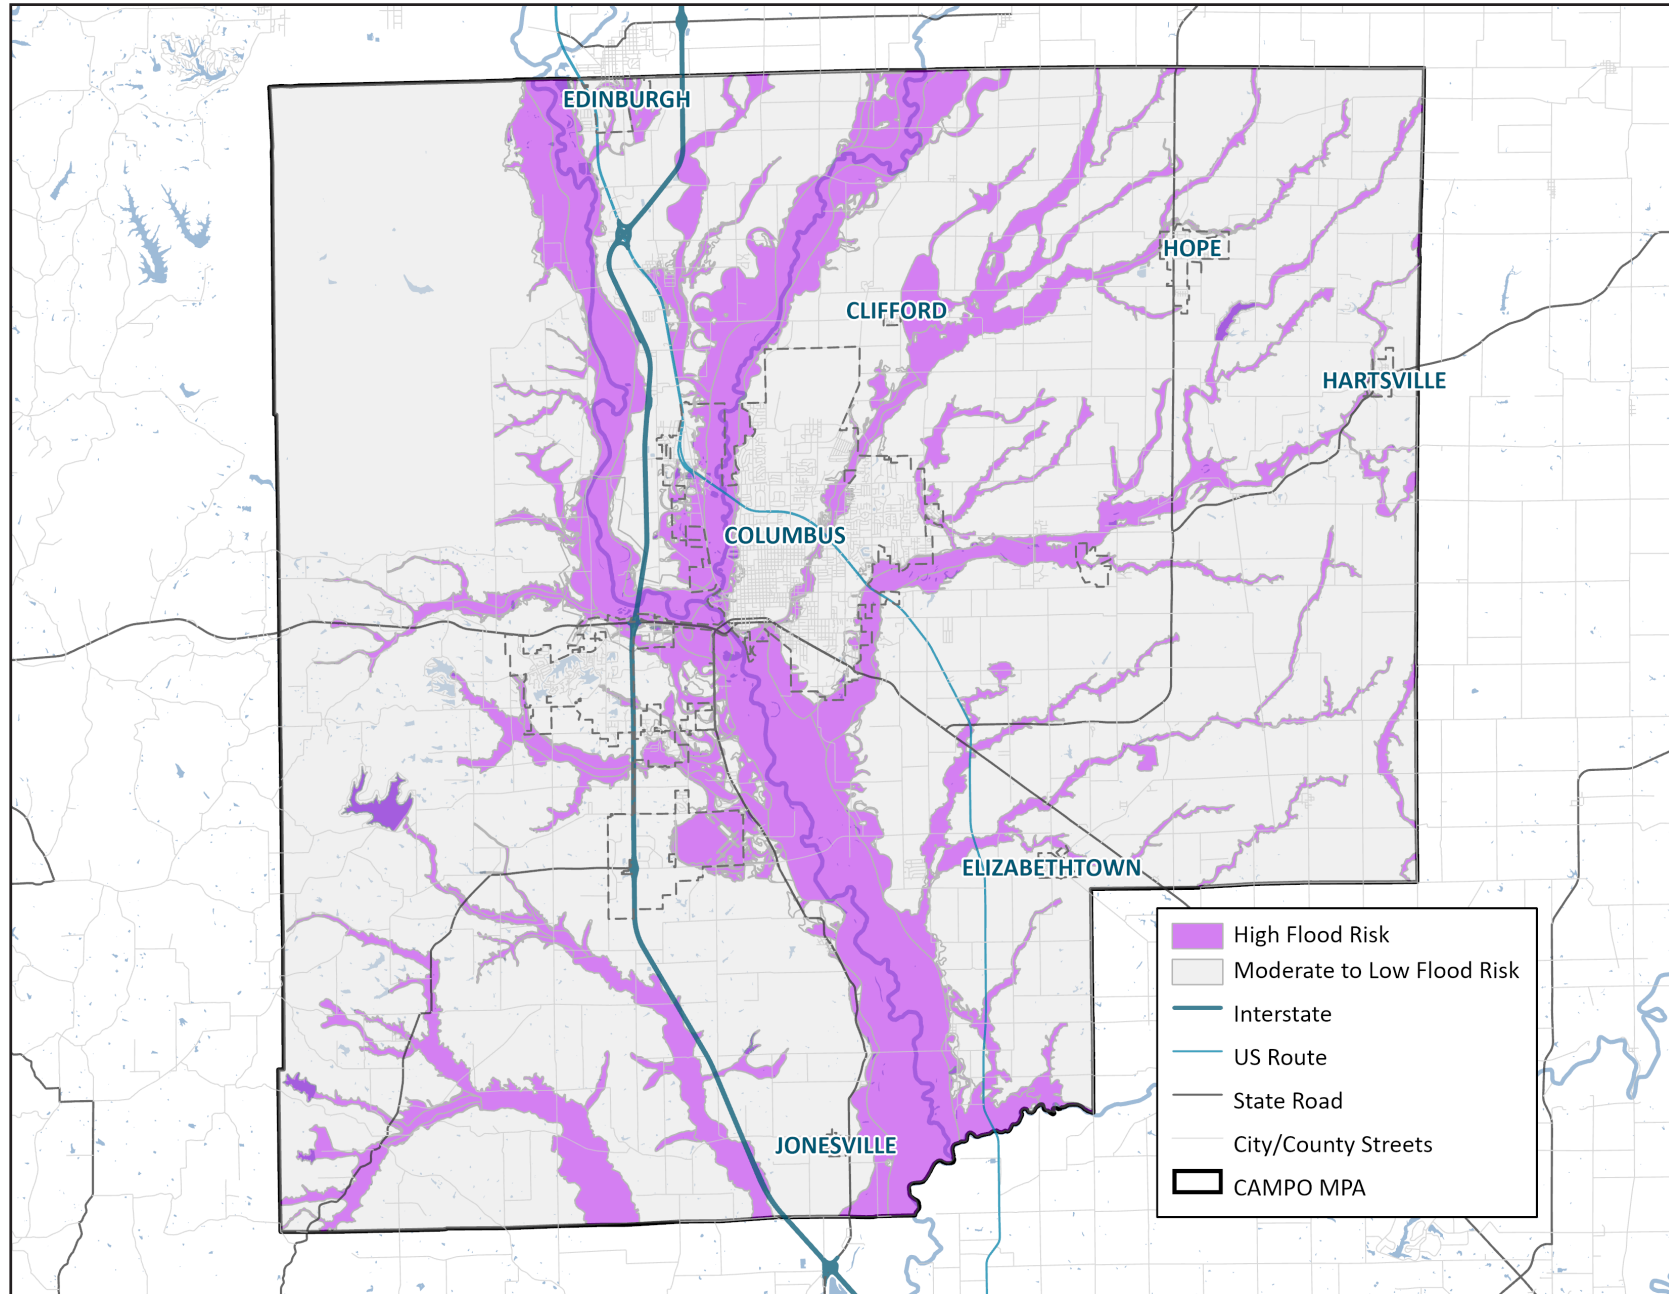 EDINBURGH
HOPE
CLIFFORD
HARTSVILLE
COLUMBUS
ELIZABETHTOWN
JONESVILLE
High Flood Risk
Moderate to Low Flood Risk
Interstate
US Route
State Road
City/County Streets
CAMPO MPA